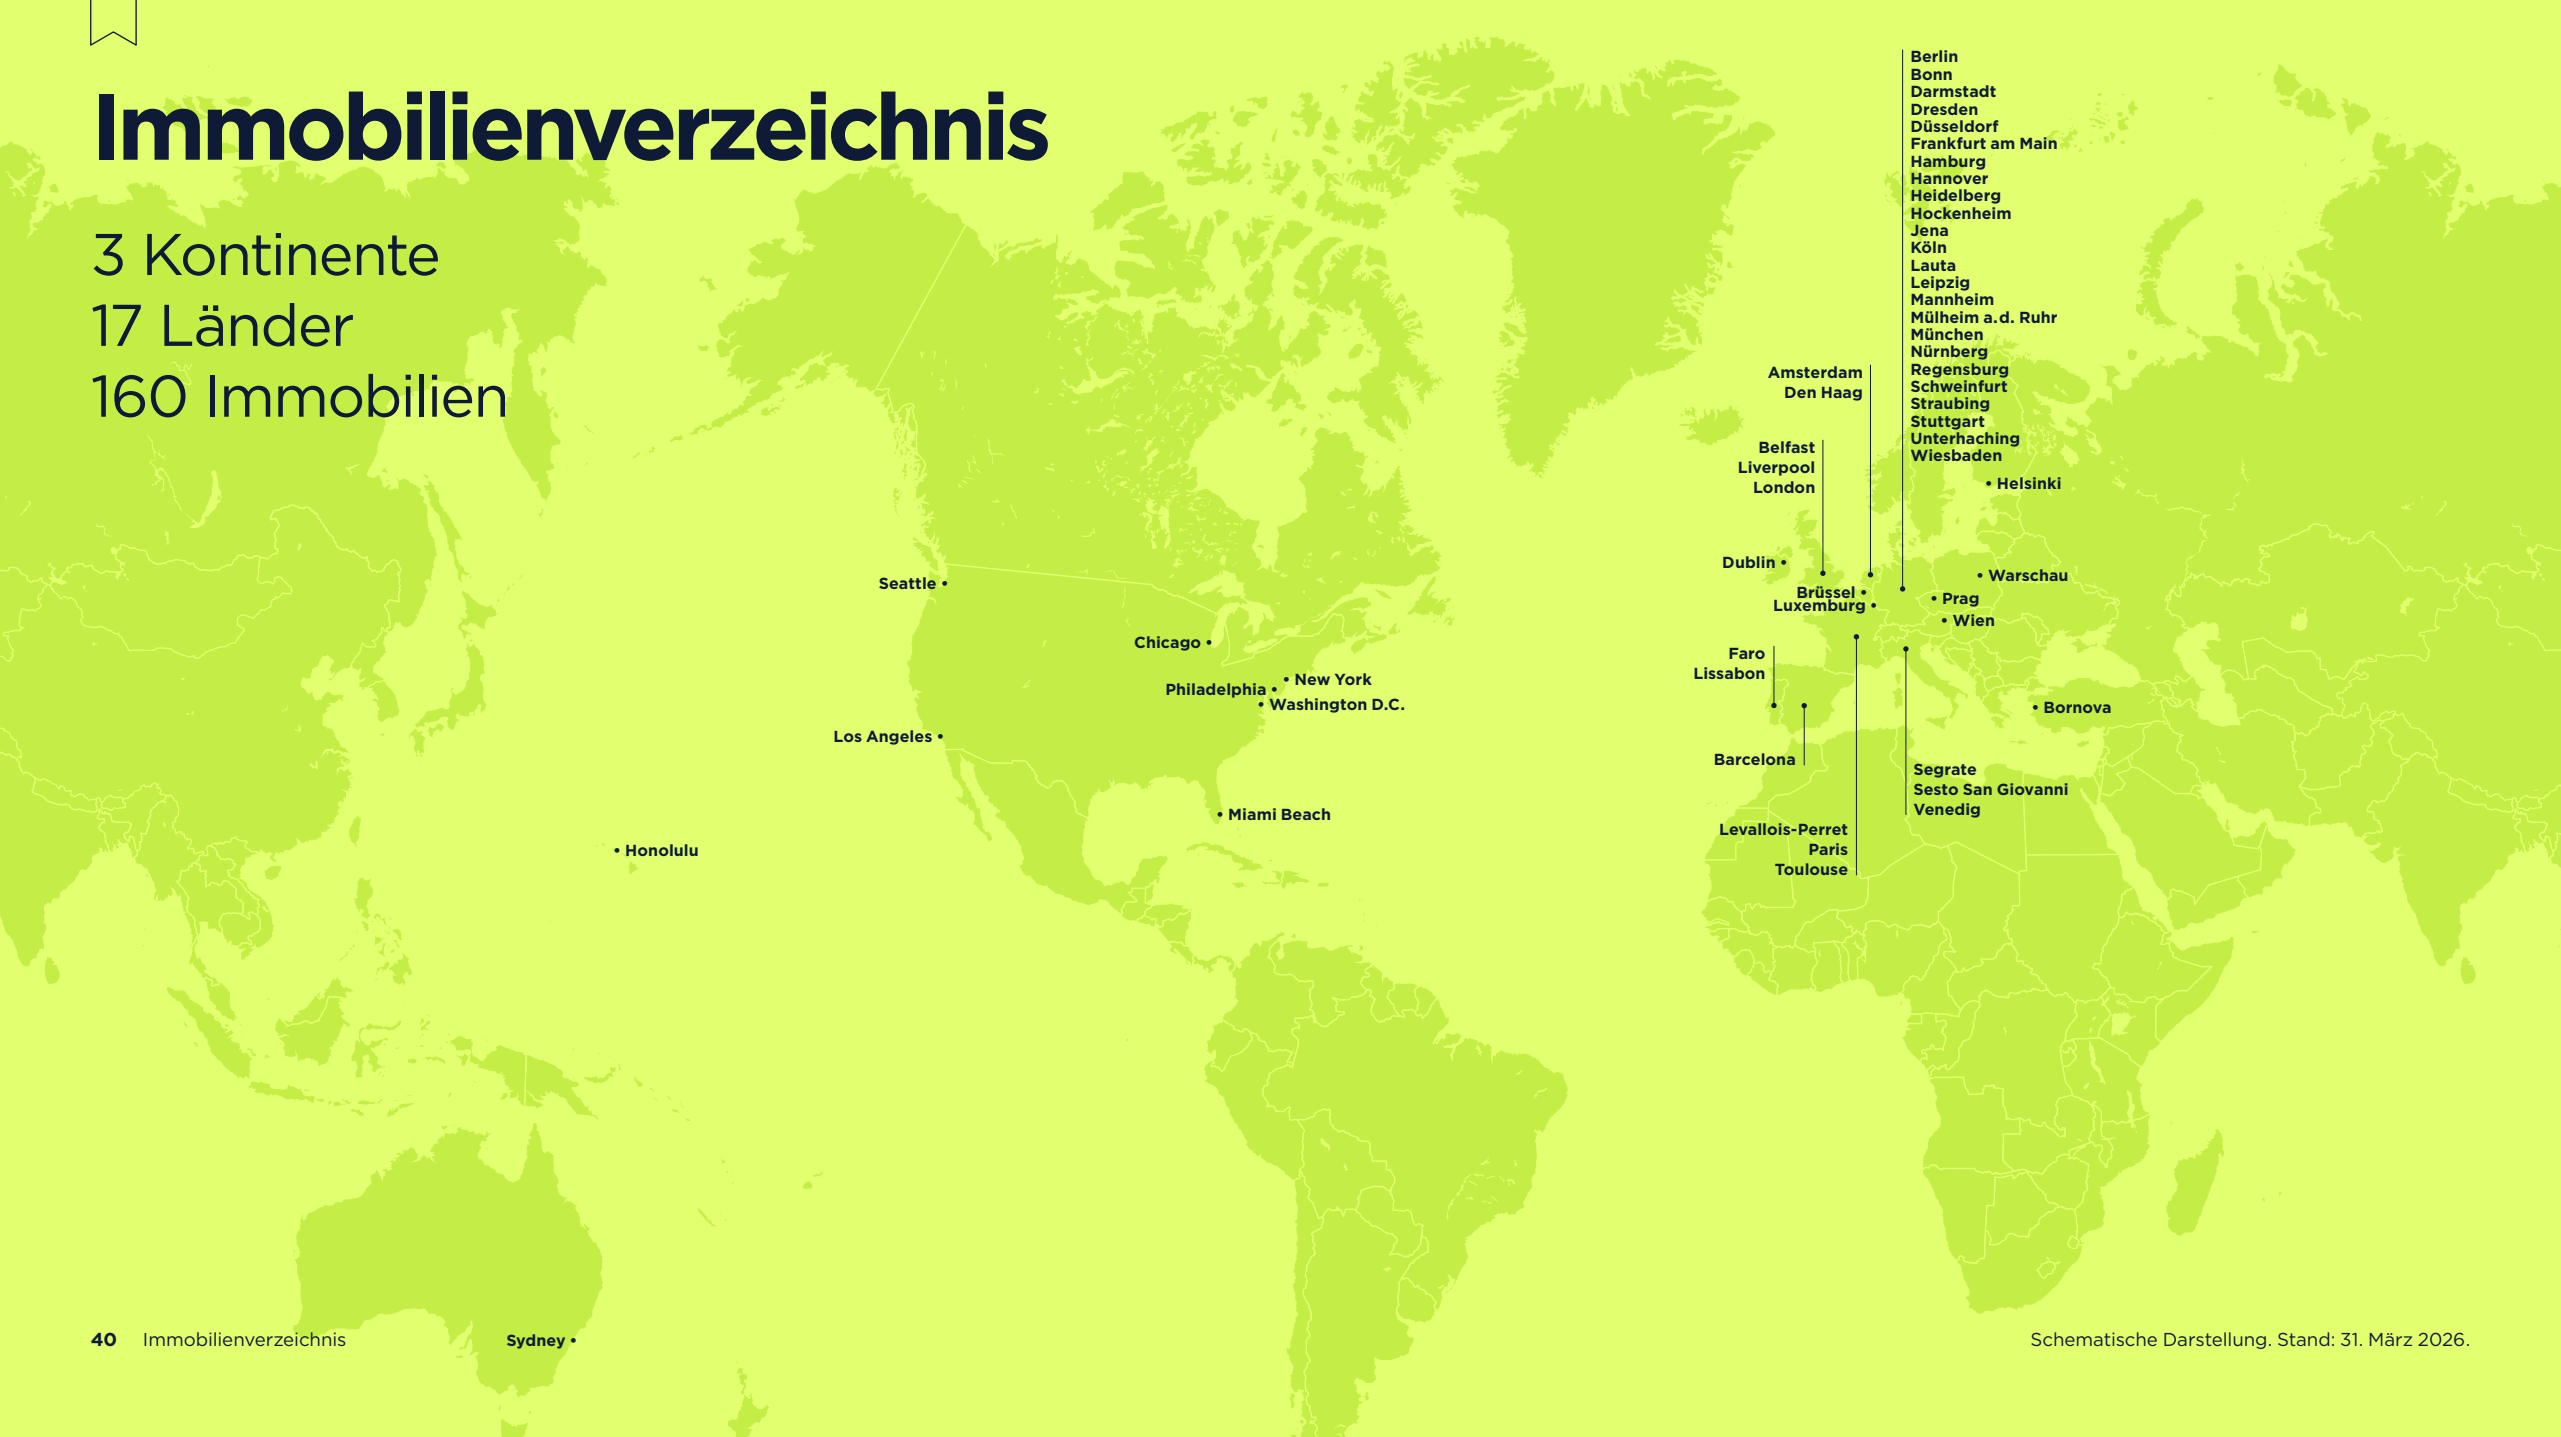 Immobilienverzeichnis
3 Kontinente
17 Länder
160 Immobilien
Berlin
Bonn
Darmstadt
Dresden
Düsseldorf
Frankfurt am Main
Hamburg
Hannover
Heidelberg
Hockenheim
Jena
Köln
Lauta
Leipzig
Mannheim
Mülheim a.d. Ruhr
München
Nürnberg
Regensburg
Schweinfurt
Straubing
Stuttgart
Unterhaching
Wiesbaden
Amsterdam
Den Haag
Belfast
Liverpool
London
• Helsinki
Dublin •
• Warschau
Brüssel •
Luxemburg •
• Prag
• Wien
Faro
Lissabon
• Bornova
Barcelona
Segrate
Sesto San Giovanni
Venedig
Levallois-Perret
Paris
Toulouse
Seattle •
Chicago •
• New York
Philadelphia •
• Washington D.C.
Los Angeles •
• Miami Beach
• Honolulu
Sydney •
40 Immobilienverzeichnis
Schematische Darstellung. Stand: 31. März 2026.